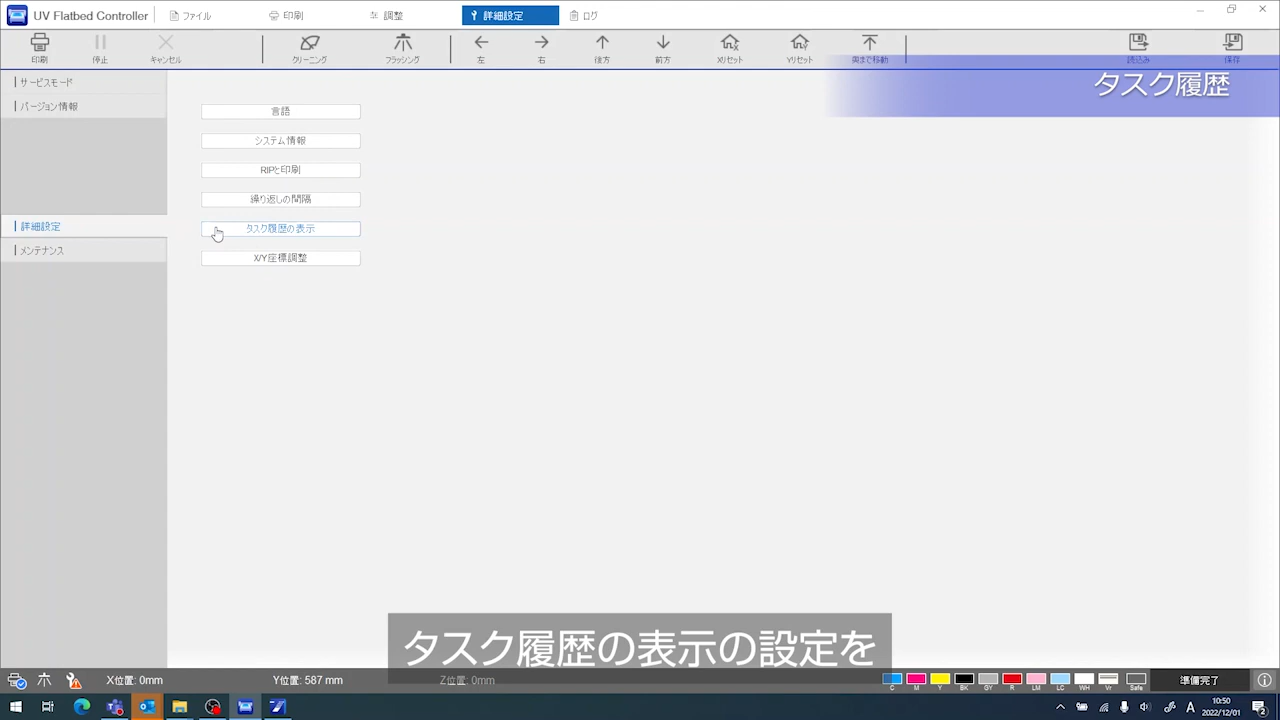 UV Flatbed Controller
ファイル
印刷
調整
詳細設定
ログ
印刷
停止
キャンセル
クリーニング
フラッシング
左
右
後方
前方
Xリセット
Yリセット
奥まで移動
読込み
保存
タスク履歴
サービスモード
バージョン情報
詳細設定
メンテナンス
言語
システム情報
RIPと印刷
繰り返しの間隔
タスク履歴の表示
X/Y座標調整
タスク履歴の表示の設定を
X位置: 0mm
Y位置: 587 mm
Z位置: 0mm
C
M
Y
BK
GY
R
LM
LC
WH
Vr
Safe
準備完了
A
10:50
2022/12/01
2